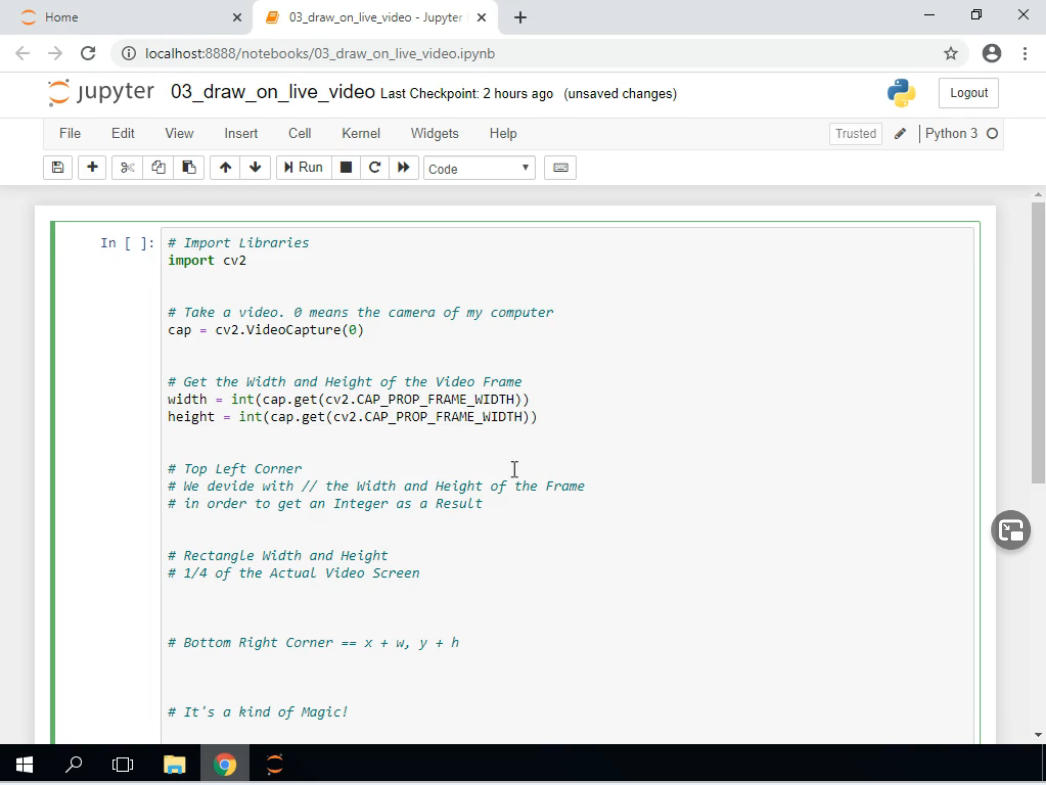 Home
03_draw_on_live_video - Jupyter
localhost:8888/notebooks/03_draw_on_live_video.ipynb
jupyter 03_draw_on_live_video Last Checkpoint: 2 hours ago (unsaved changes)
Logout
File Edit View Insert Cell Kernel Widgets Help
Trusted
Python 3
Run
Code
In [ ]:
# Import Libraries
import cv2
# Take a video. 0 means the camera of my computer
cap = cv2.VideoCapture(0)
# Get the Width and Height of the Video Frame
width = int(cap.get(cv2.CAP_PROP_FRAME_WIDTH))
height = int(cap.get(cv2.CAP_PROP_FRAME_WIDTH))
# Top Left Corner
# We devide with // the Width and Height of the Frame
# in order to get an Integer as a Result
# Rectangle Width and Height
# 1/4 of the Actual Video Screen
# Bottom Right Corner == x + w, y + h
# It's a kind of Magic!